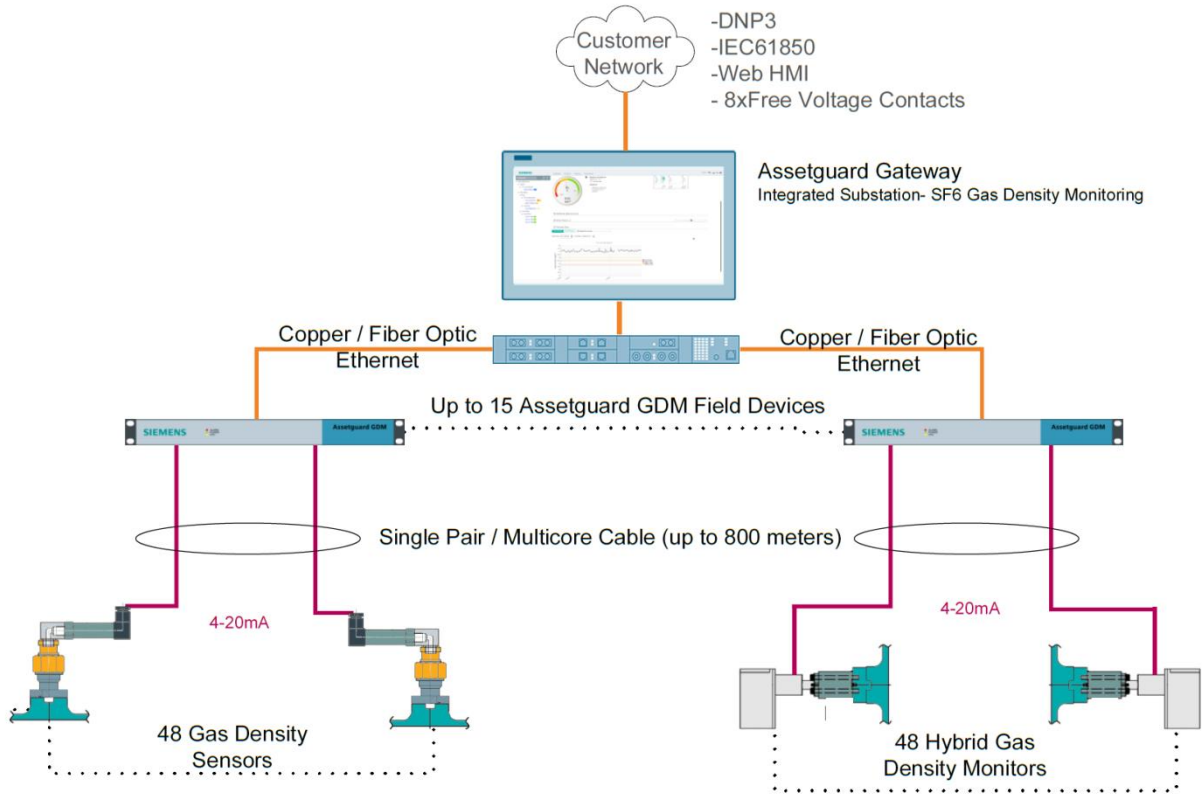 Customer
Network
-DNP3
-IEC61850
-Web HMI
- 8xFree Voltage Contacts
Assetguard Gateway
Integrated Substation- SF6 Gas Density Monitoring
Copper / Fiber Optic
Ethernet
Copper / Fiber Optic
Ethernet
Up to 15 Assetguard GDM Field Devices
SIEMENS
Assetguard GDM
SIEMENS
Assetguard GDM
Single Pair / Multicore Cable (up to 800 meters)
4-20mA
4-20mA
48 Gas Density
Sensors
48 Hybrid Gas
Density Monitors